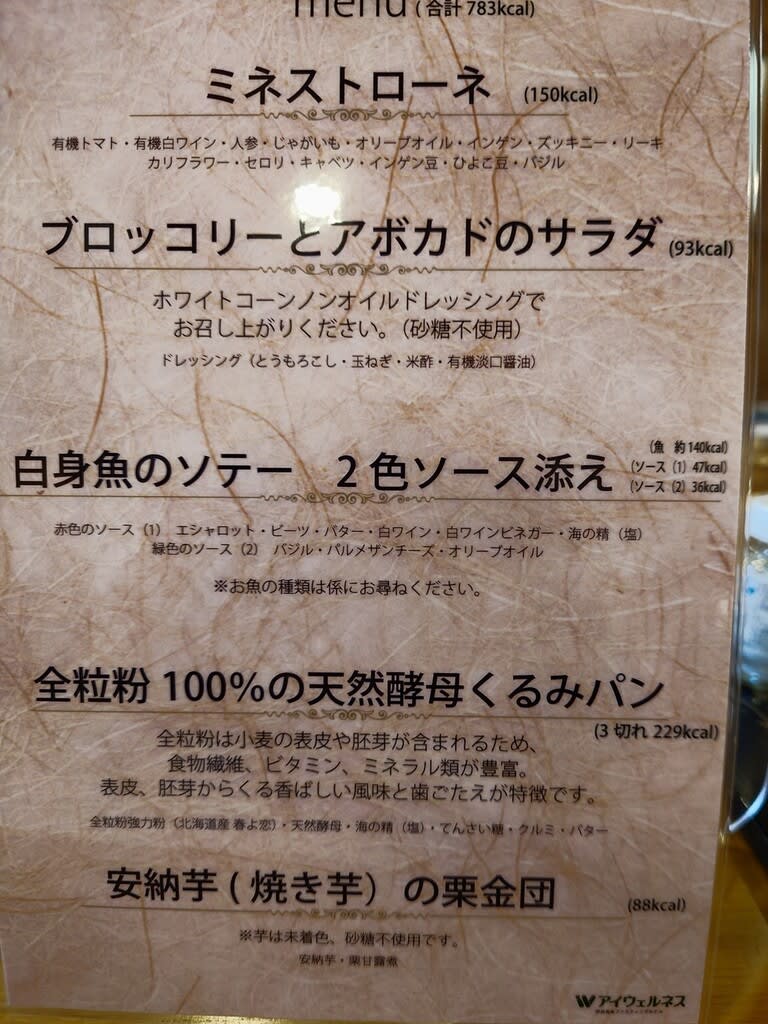 menu (合計 783kcal)
ミネストローネ (150kcal)
有機トマト・有機白ワイン・人参・じゃがいも・オリーブオイル・インゲン・ズッキーニ・リーキ
カリフラワー・セロリ・キャベツ・インゲン豆・ひよこ豆・バジル
ブロッコリーとアボカドのサラダ (93kcal)
ホワイトコーンノンオイルドレッシングで
お召し上がりください。（砂糖不使用）
ドレッシング（とうもろこし・玉ねぎ・米酢・有機淡口醤油）
白身魚のソテー 2色ソース添え
（魚 約140kcal）
（ソース（1）47kcal）
（ソース（2）36kcal）
赤色のソース（1） エシャロット・ビーツ・バター・白ワイン・白ワインビネガー・海の精（塩）
緑色のソース（2） バジル・パルメザンチーズ・オリーブオイル
※お魚の種類は係にお尋ねください。
全粒粉100%の天然酵母くるみパン
(3 切れ 229kcal)
全粒粉は小麦の表皮や胚芽が含まれるため、
食物繊維、ビタミン、ミネラル類が豊富。
表皮、胚芽からくる香ばしい風味と歯ごたえが特徴です。
全粒粉強力粉（北海道産 春よ恋）・天然酵母・海の精（塩）・てんさい糖・クルミ・バター
安納芋(焼き芋）の栗金団 (88kcal)
※芋は未着色、砂糖不使用です。
安納芋・栗甘露煮
アイウェルネス